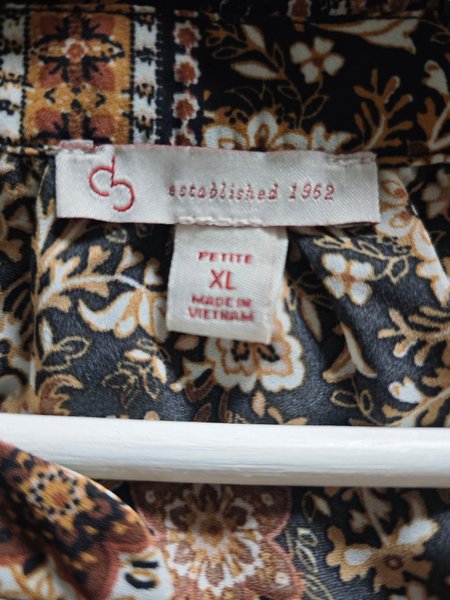 cb
established 1962
PETITE
XL
MADE IN
VIETNAM